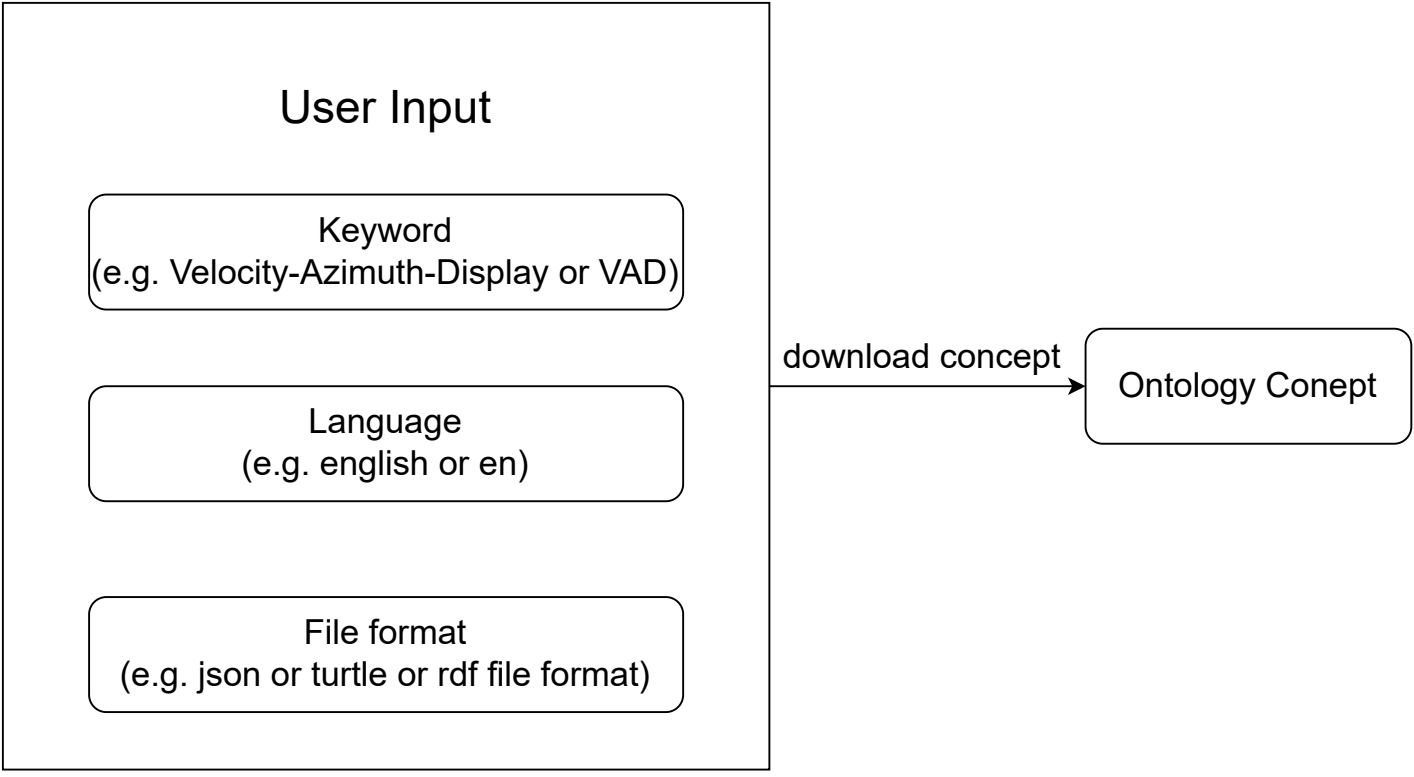 User Input
Keyword
(e.g. Velocity-Azimuth-Display or VAD)
Language
(e.g. english or en)
File format
(e.g. json or turtle or rdf file format)
download concept
Ontology Conept